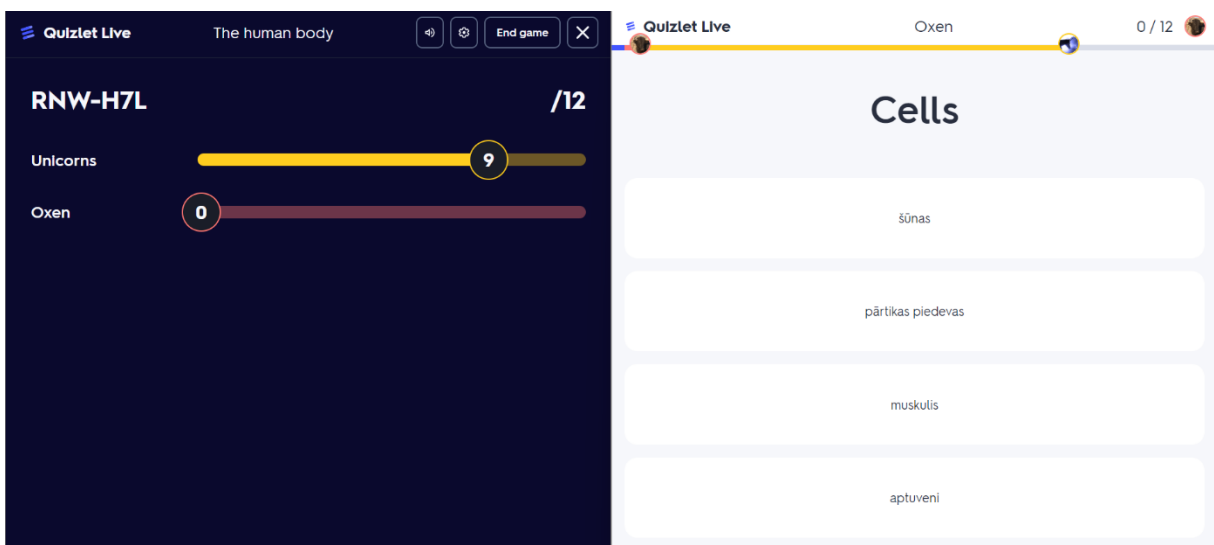 Quizlet Live
The human body
End game
RNW-H7L
/12
Unicorns
9
Oxen
0
Quizlet Live
Oxen
0 / 12
Cells
šūnas
pārtikas piedevas
muskulis
aptuveni